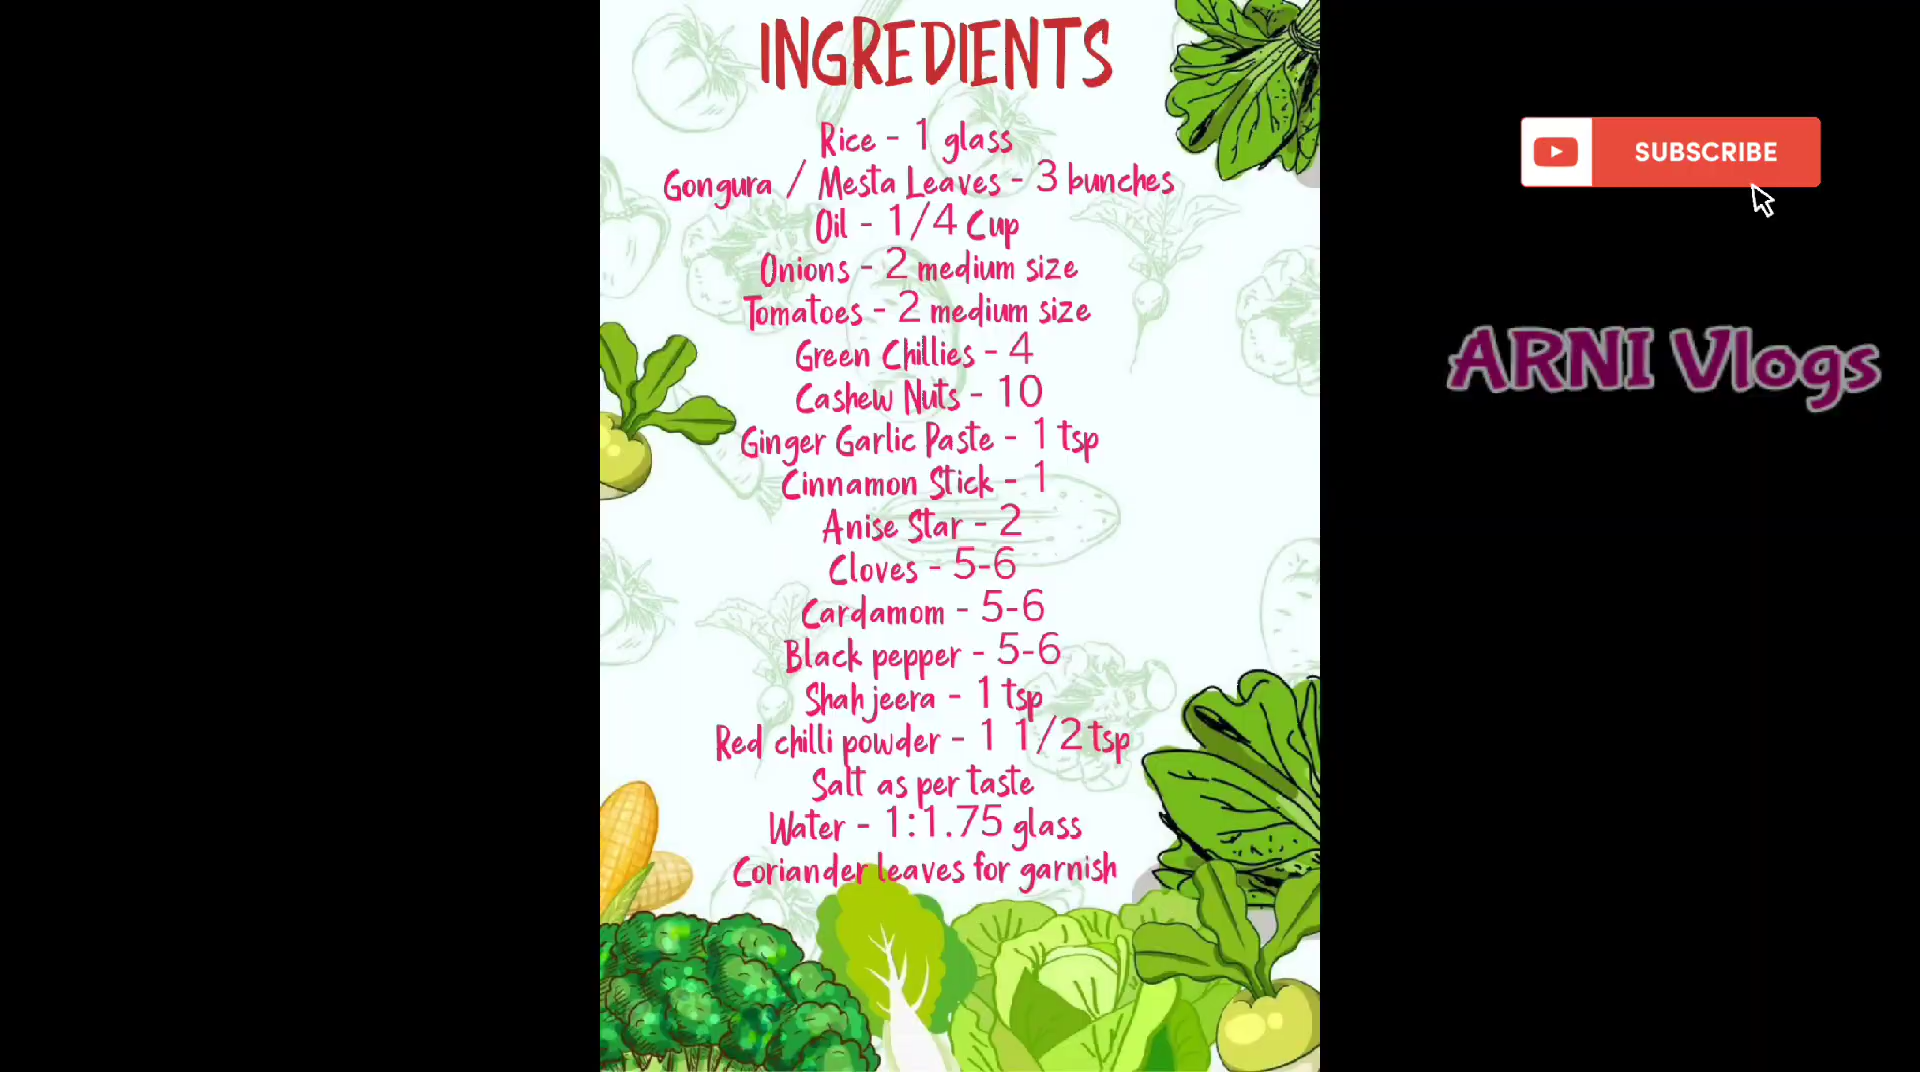 INGREDIENTS
Rice - 1 glass
Gongura / Mesta Leaves - 3 bunches
Oil - 1/4 Cup
Onions - 2 medium size
Tomatoes - 2 medium size
Green Chillies - 4
Cashew Nuts - 10
Ginger Garlic Paste - 1 tsp
Cinnamon Stick - 1
Anise Star - 2
Cloves - 5-6
Cardamom - 5-6
Black pepper - 5-6
Shah jeera - 1 tsp
Red chilli powder - 1 1/2 tsp
Salt as per taste
Water - 1:1.75 glass
Coriander leaves for garnish
SUBSCRIBE
ARNI Vlogs